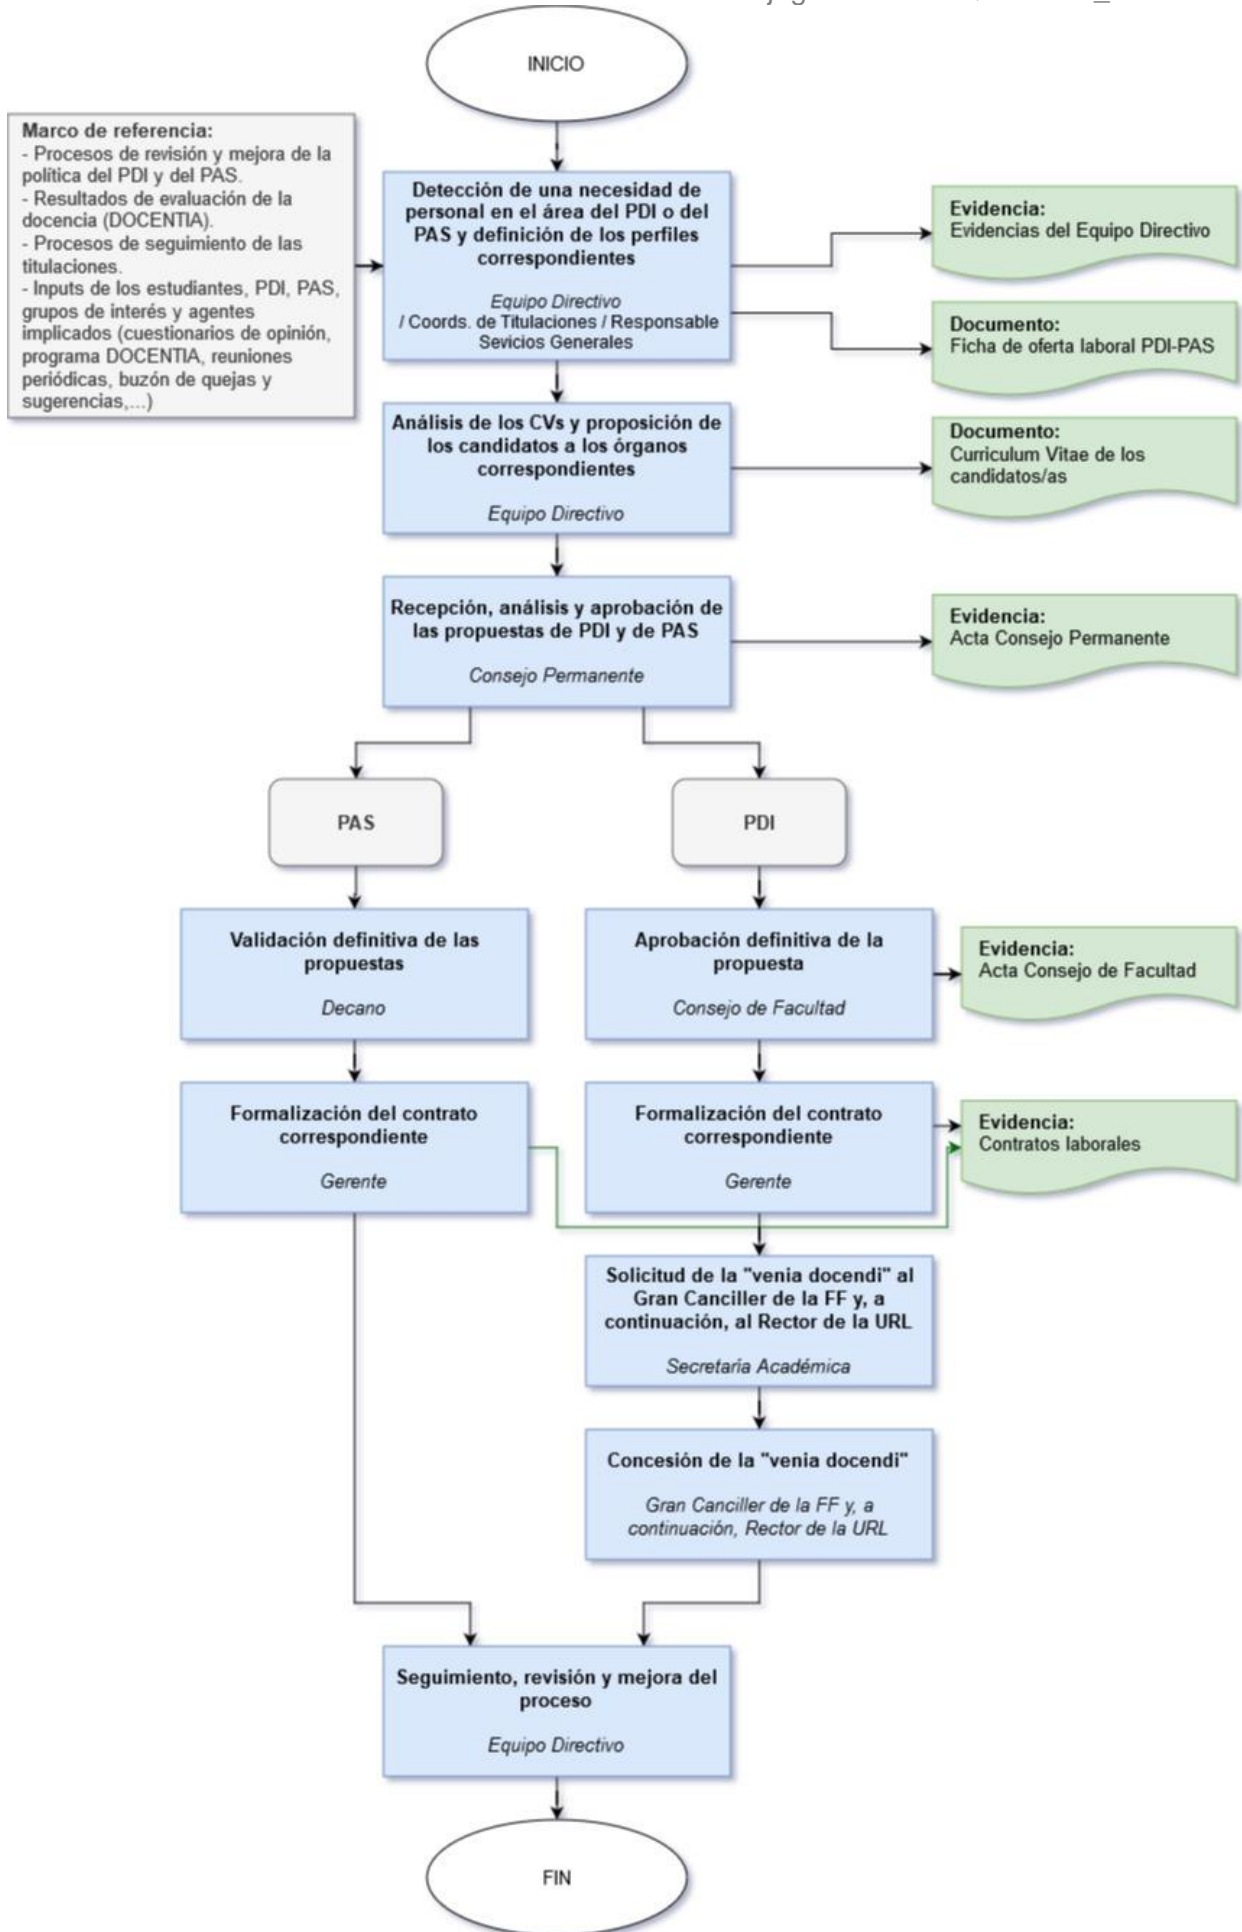 INICIO
Marco de referencia:
- Procesos de revisión y mejora de la
política del PDI y del PAS.
- Resultados de evaluación de la
docencia (DOCENTIA).
- Procesos de seguimiento de las
titulaciones.
- Inputs de los estudiantes, PDI, PAS,
grupos de interés y agentes
implicados (cuestionarios de opinión,
programa DOCENTIA, reuniones
periódicas, buzón de quejas y
sugerencias,...)
Detección de una necesidad de
personal en el área del PDI o del
PAS y definición de los perfiles
correspondientes
Equipo Directivo
/ Coords. de Titulaciones / Responsable
Sevicios Generales
Evidencia:
Evidencias del Equipo Directivo
Documento:
Ficha de oferta laboral PDI-PAS
Análisis de los CVs y proposición de
los candidatos a los órganos
correspondientes
Equipo Directivo
Documento:
Curriculum Vitae de los
candidatos/as
Recepción, análisis y aprobación de
las propuestas de PDI y de PAS
Consejo Permanente
Evidencia:
Acta Consejo Permanente
PAS
PDI
Validación definitiva de las
propuestas
Decano
Aprobación definitiva de la
propuesta
Consejo de Facultad
Evidencia:
Acta Consejo de Facultad
Formalización del contrato
correspondiente
Gerente
Formalización del contrato
correspondiente
Gerente
Evidencia:
Contratos laborales
Solicitud de la "venia docendi" al
Gran Canciller de la FF y, a
continuación, al Rector de la URL
Secretaría Académica
Concesión de la "venia docendi"
Gran Canciller de la FF y, a
continuación, Rector de la URL
Seguimiento, revisión y mejora del
proceso
Equipo Directivo
FIN